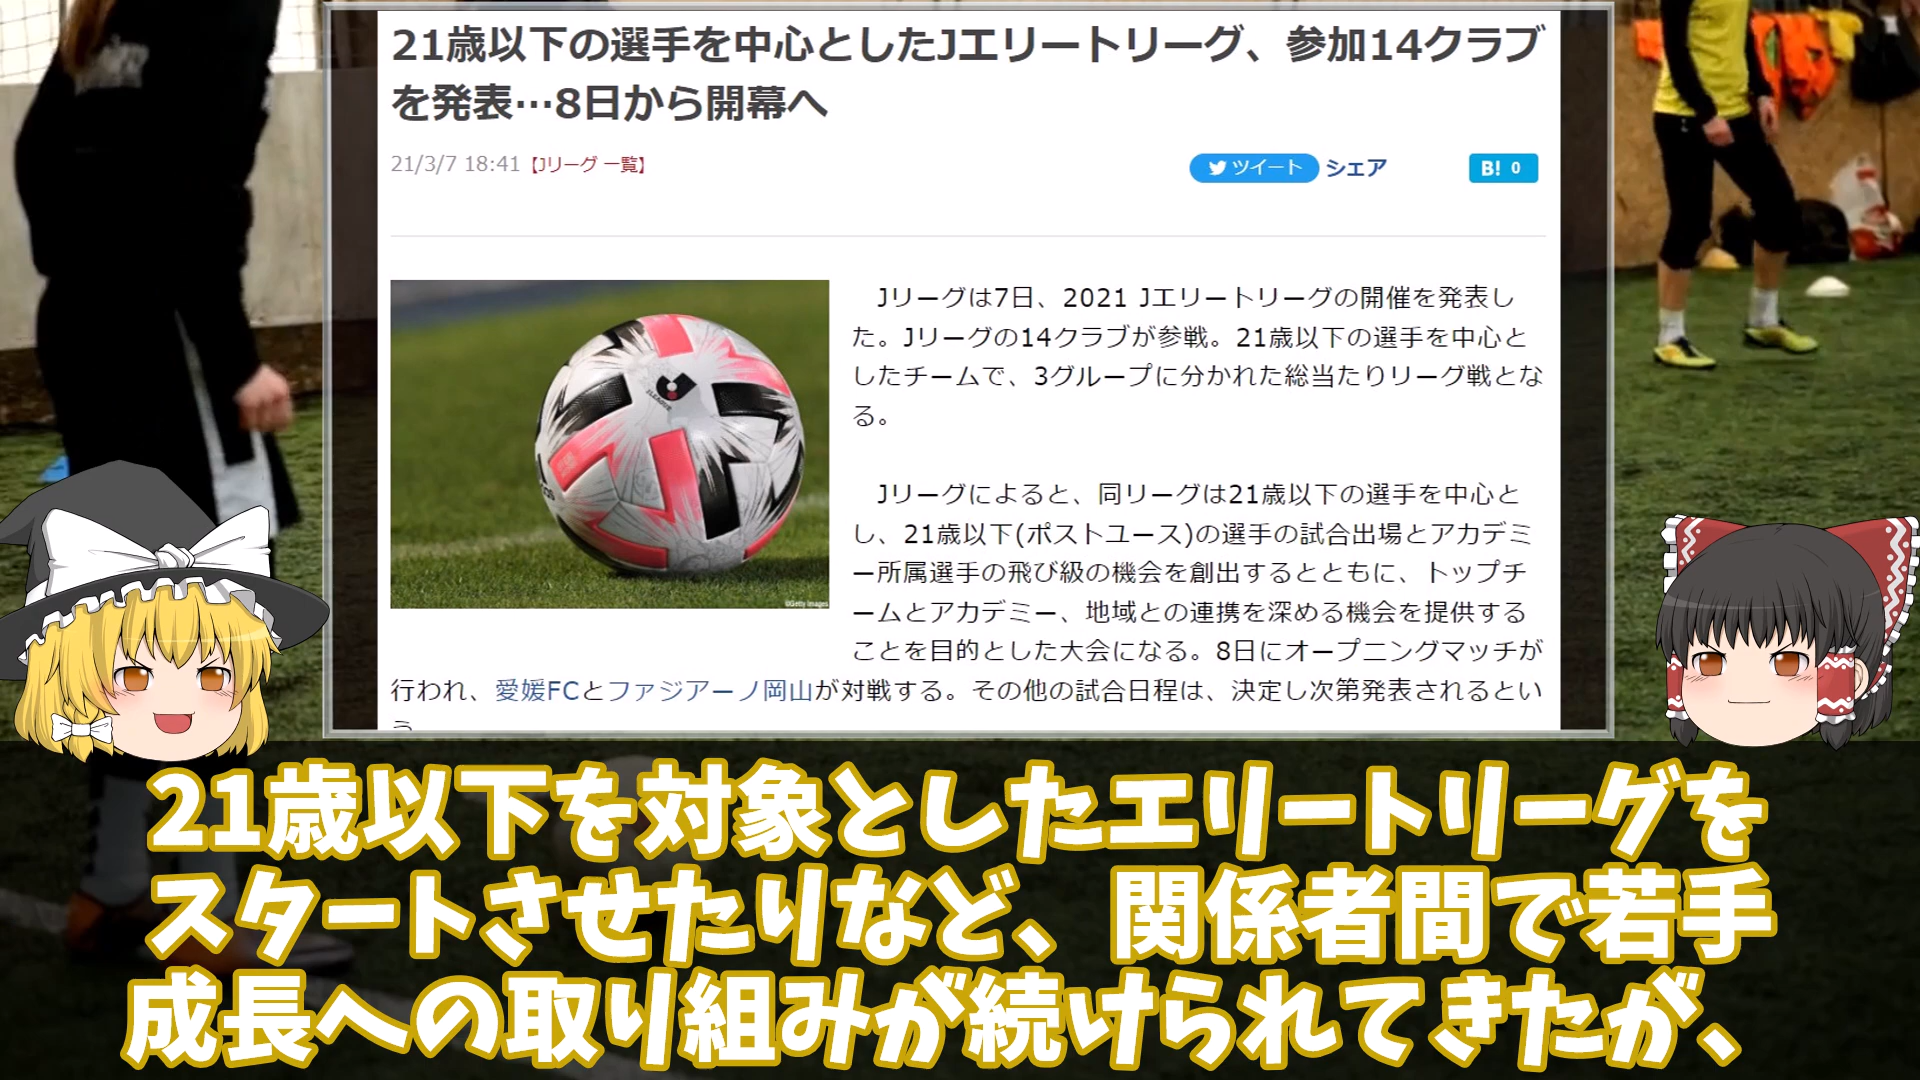 21歳以下の選手を中心としたJエリートリーグ、参加14クラブ
を発表…8日から開幕へ
21/3/7 18:41【Jリーグ 一覧】
ツイート シェア B! 0
Jリーグは7日、2021 Jエリートリーグの開催を発表し
た。Jリーグの14クラブが参戦。21歳以下の選手を中心と
したチームで、3グループに分かれた総当たりリーグ戦とな
る。
Jリーグによると、同リーグは21歳以下の選手を中心と
し、21歳以下(ポストユース)の選手の試合出場とアカデミ
ー所属選手の飛び級の機会を創出するとともに、トップチ
ームとアカデミー、地域との連携を深める機会を提供する
ことを目的とした大会になる。8日にオープニングマッチが
行われ、愛媛FCとファジアーノ岡山が対戦する。その他の試合日程は、決定し次第発表されるとい
©Getty Images
21歳以下を対象としたエリートリーグを
スタートさせたりなど、関係者間で若手
成長への取り組みが続けられてきたが、